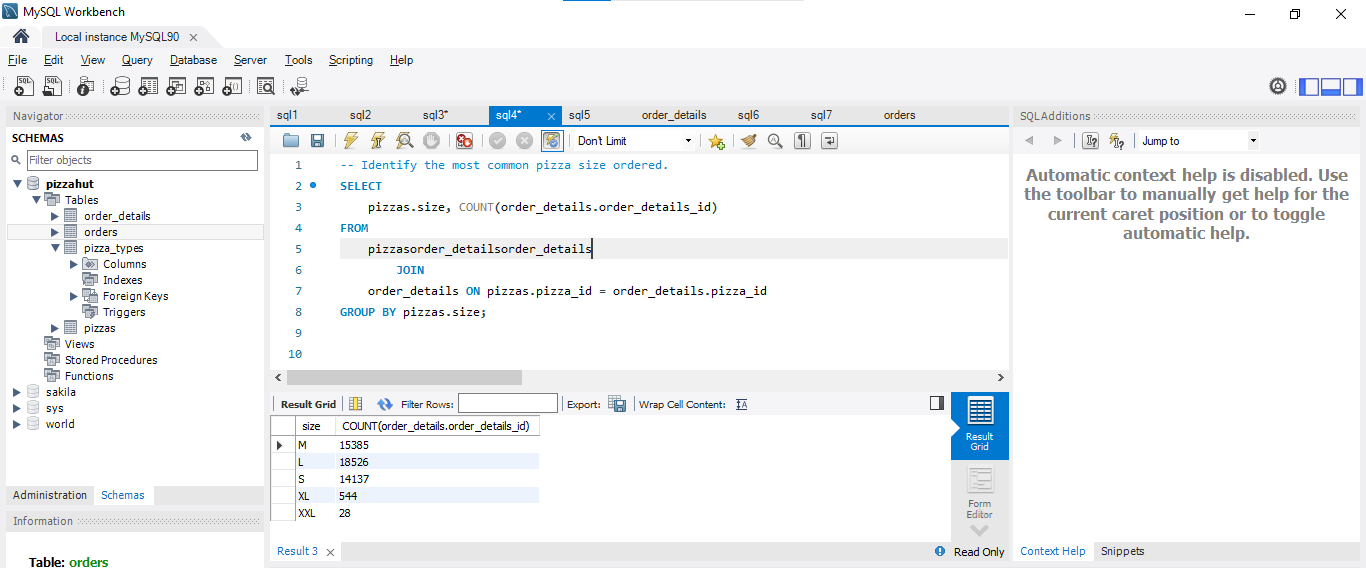 MySQL Workbench
Local instance MySQL90
File Edit View Query Database Server Tools Scripting Help
Navigator
SCHEMAS
Filter objects
pizzahut
Tables
order_details
orders
pizza_types
Columns
Indexes
Foreign Keys
Triggers
pizzas
Views
Stored Procedures
Functions
sakila
sys
world
Administration Schemas
Information
Table: orders
sql1 sql2 sql3* sql4* sql5 order_details sql6 sql7 orders
Don't Limit
1 -- Identify the most common pizza size ordered.
2 SELECT
3 pizzas.size, COUNT(order_details.order_details_id)
4 FROM
5 pizzasorder_detailsorder_details
6 JOIN
7 order_details ON pizzas.pizza_id = order_details.pizza_id
8 GROUP BY pizzas.size;
9
10
Result Grid Filter Rows: Export: Wrap Cell Content:
size COUNT(order_details.order_details_id)
M 15385
L 18526
S 14137
XL 544
XXL 28
Result Grid
Form Editor
Result 3
Read Only
SQLAdditions
Jump to
Automatic context help is disabled. Use
the toolbar to manually get help for the
current caret position or to toggle
automatic help.
Context Help Snippets